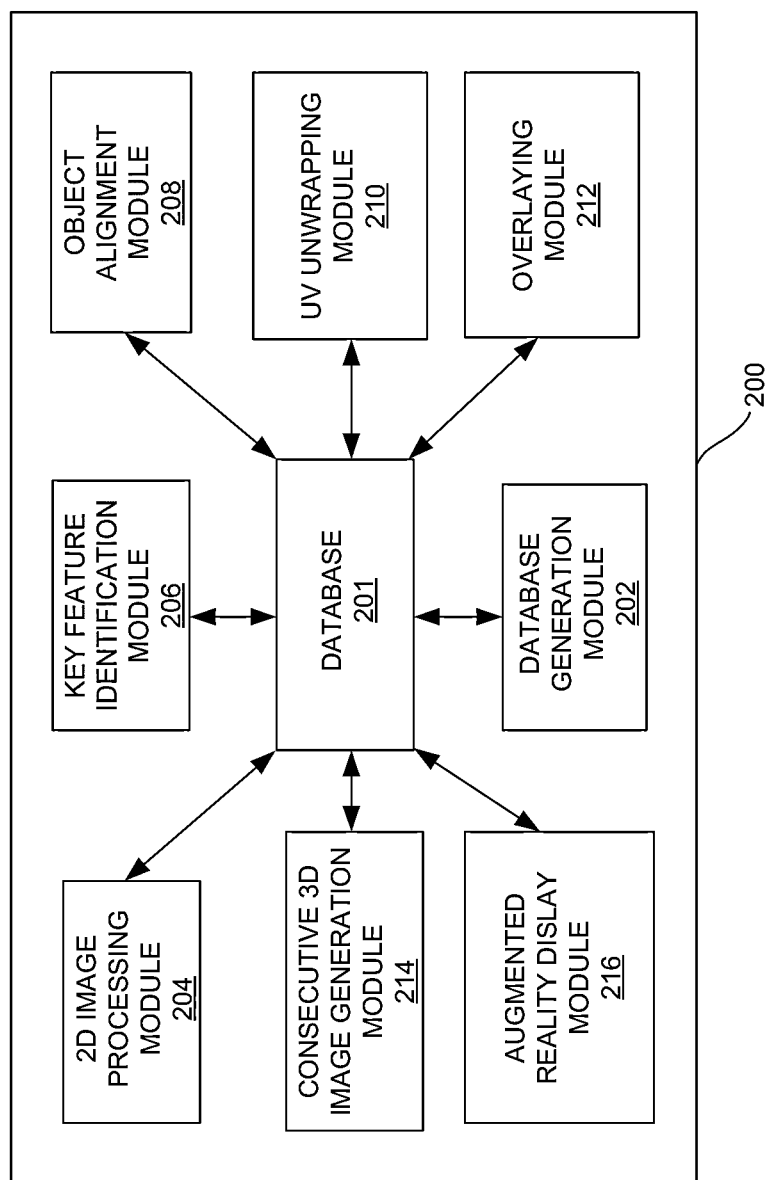 2D IMAGE
PROCESSING
MODULE
204
KEY FEATURE
IDENTIFICATION
MODULE
206
OBJECT
ALIGNMENT
MODULE
208
CONSECUTIVE 3D
IMAGE GENERATION
MODULE
214
DATABASE
201
UV UNWRAPPING
MODULE
210
AUGMENTED
REALITY DISLAY
MODULE
216
DATABASE
GENERATION
MODULE
202
OVERLAYING
MODULE
212
200